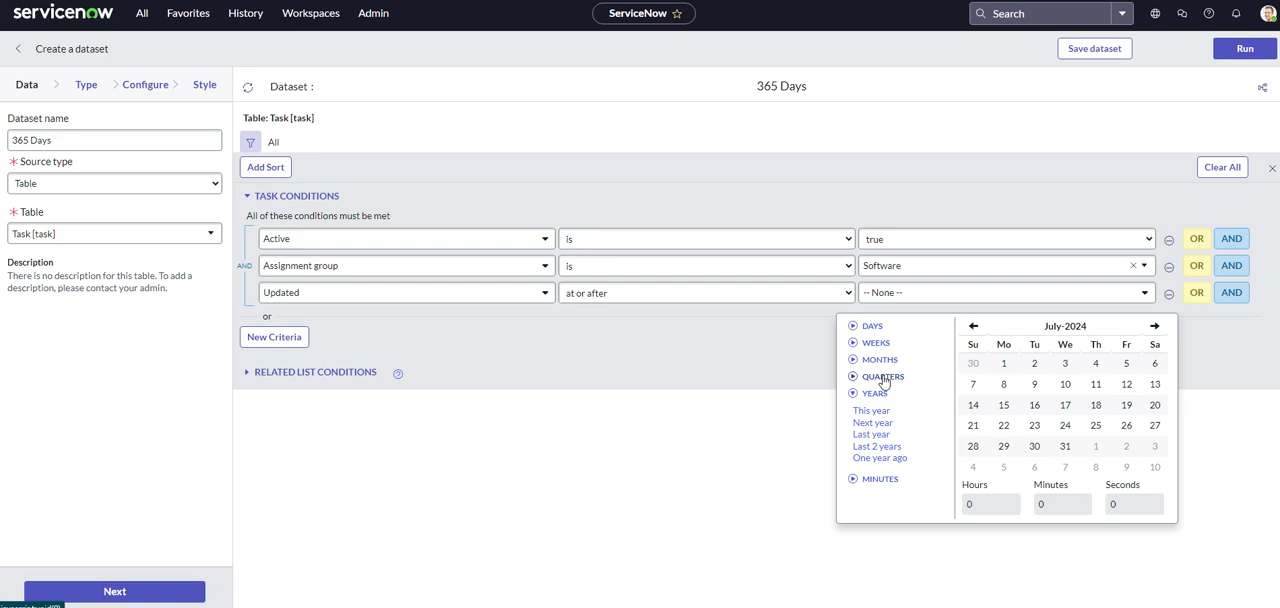 servicenow All Favorites History Workspaces Admin ServiceNow Search
Create a dataset Save dataset Run
Data Type Configure Style Dataset : 365 Days
Dataset name
365 Days
Source type
Table
Table
Task [task]
Description
There is no description for this table. To add a
description, please contact your admin.
Next
Table: Task [task]
All
Add Sort Clear All
TASK CONDITIONS
All of these conditions must be met
Active is true OR AND
AND Assignment group is Software OR AND
Updated at or after -- None -- OR AND
or
New Criteria
RELATED LIST CONDITIONS
DAYS
WEEKS
MONTHS
QUARTERS
YEARS
This year
Next year
Last year
Last 2 years
One year ago
MINUTES
July-2024
Su Mo Tu We Th Fr Sa
30 1 2 3 4 5 6
7 8 9 10 11 12 13
14 15 16 17 18 19 20
21 22 23 24 25 26 27
28 29 30 31 1 2 3
4 5 6 7 8 9 10
Hours Minutes Seconds
0 0 0